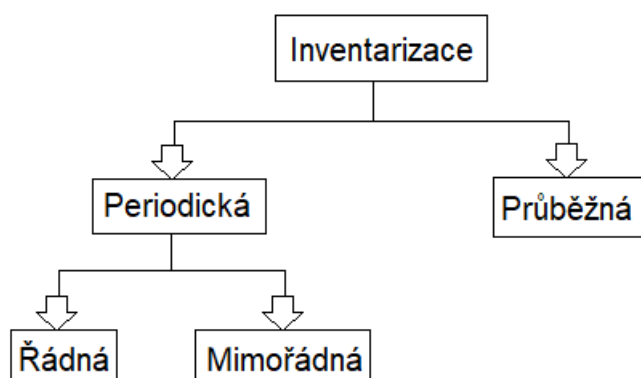 Inventarizace
Periodická
Průběžná
Řádná
Mimořádná